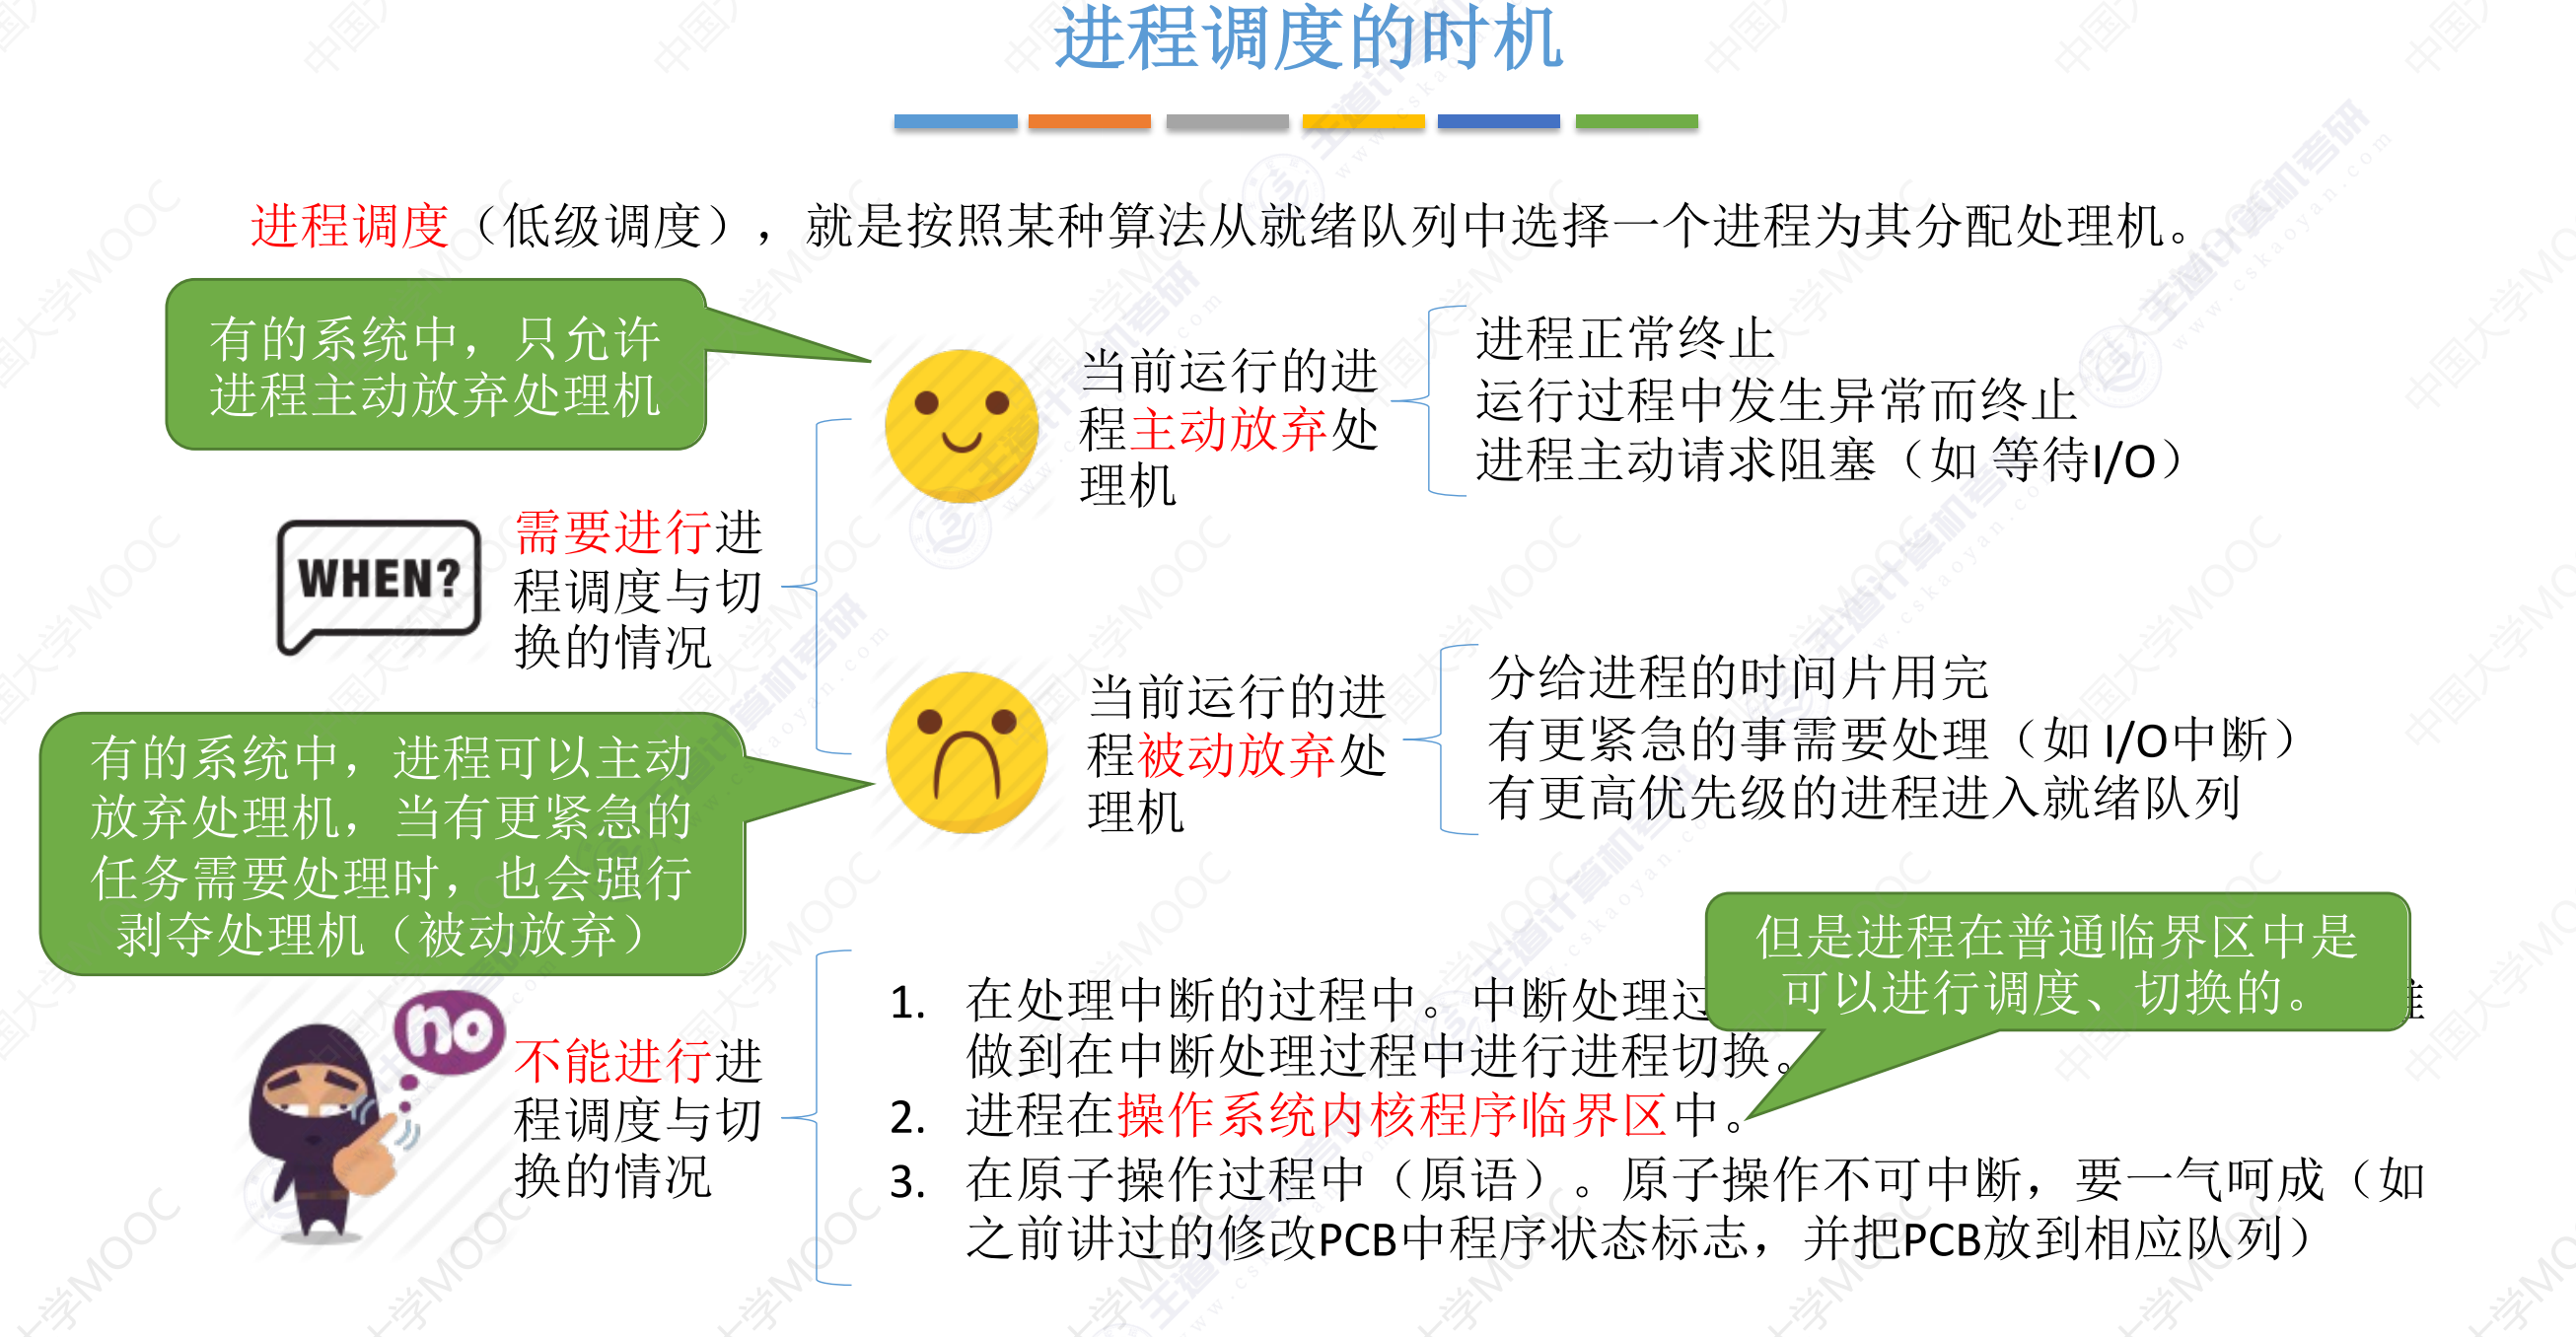 进程调度的时机
进程调度（低级调度），就是按照某种算法从就绪队列中选择一个进程为其分配处理机。
有的系统中，只允许
进程主动放弃处理机
当前运行的进
程主动放弃处
理机
进程正常终止
运行过程中发生异常而终止
进程主动请求阻塞（如 等待I/O）
WHEN?
需要进行进
程调度与切
换的情况
当前运行的进
程被动放弃处
理机
分给进程的时间片用完
有更紧急的事需要处理（如 I/O中断）
有更高优先级的进程进入就绪队列
有的系统中，进程可以主动
放弃处理机，当有更紧急的
任务需要处理时，也会强行
剥夺处理机（被动放弃）
no
不能进行进
程调度与切
换的情况
但是进程在普通临界区中是
可以进行调度、切换的。
1. 在处理中断的过程中。中断处理过
做到在中断处理过程中进行进程切换。
2. 进程在操作系统内核程序临界区中。
3. 在原子操作过程中（原语）。原子操作不可中断，要一气呵成（如
之前讲过的修改PCB中程序状态标志，并把PCB放到相应队列）
王道计算机考研
www.cskaoyan.com
中国大学MOOC